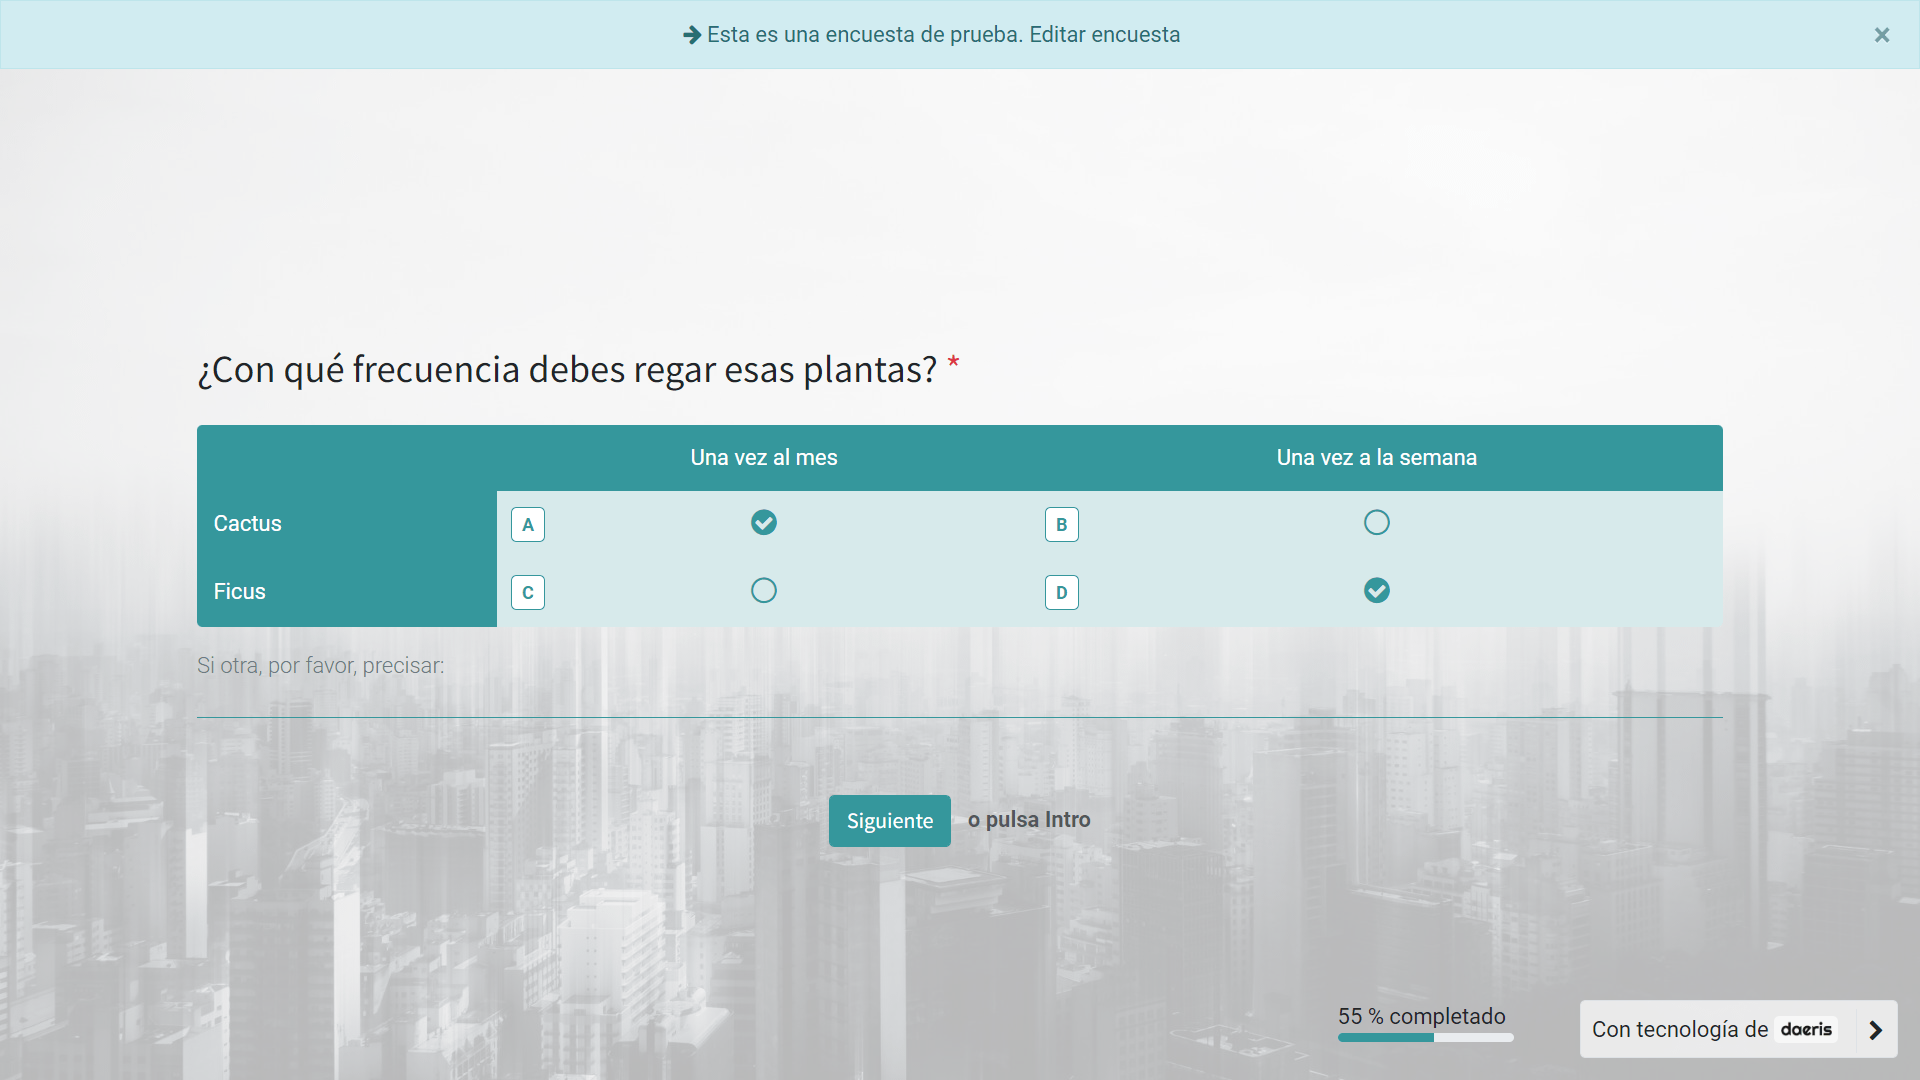 Esta es una encuesta de prueba. Editar encuesta
×
¿Con qué frecuencia debes regar esas plantas? *
Una vez al mes Una vez a la semana
Cactus A B
Ficus C D
Si otra, por favor, precisar:
Siguiente o pulsa Intro
55 % completado
Con tecnología de daeris